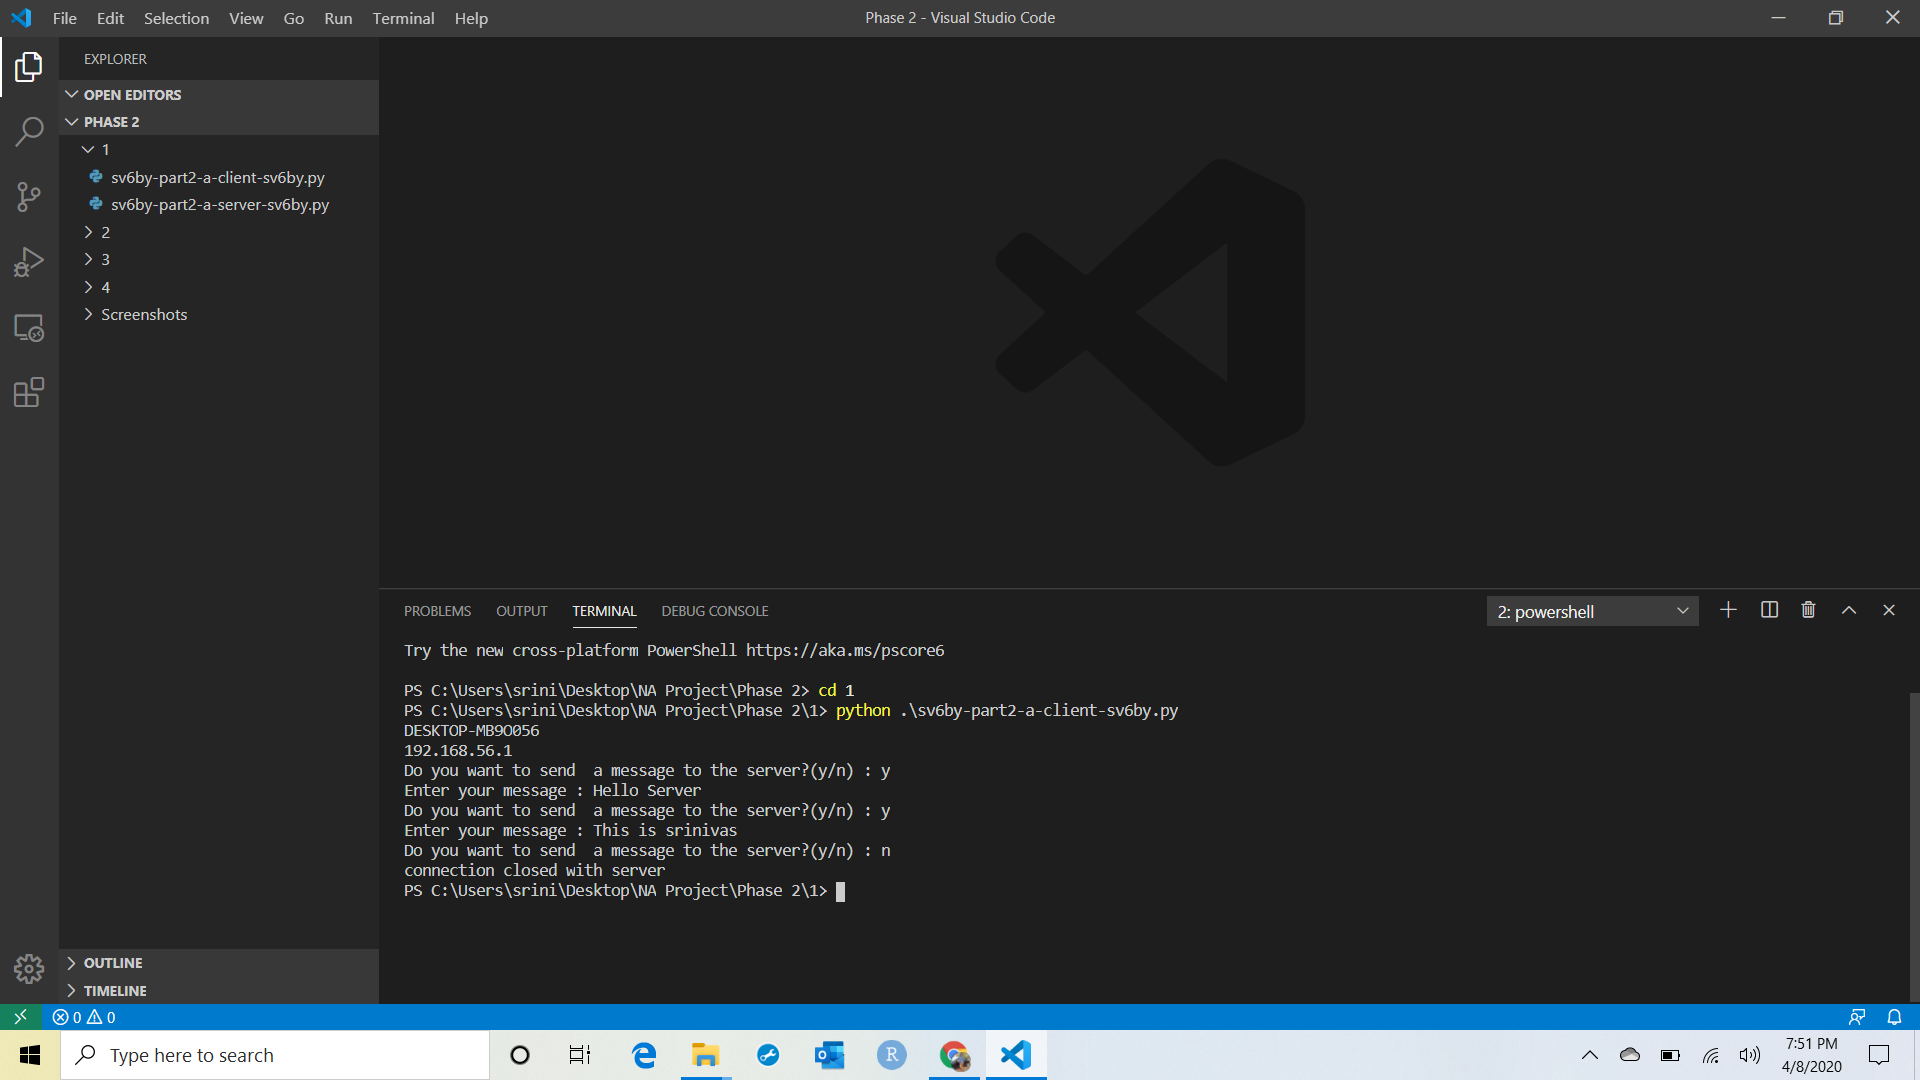 File Edit Selection View Go Run Terminal Help
Phase 2 - Visual Studio Code
EXPLORER
OPEN EDITORS
PHASE 2
1
sv6by-part2-a-client-sv6by.py
sv6by-part2-a-server-sv6by.py
2
3
4
Screenshots
OUTLINE
TIMELINE
PROBLEMS OUTPUT TERMINAL DEBUG CONSOLE
2: powershell
Try the new cross-platform PowerShell https://aka.ms/pscore6
PS C:\Users\srini\Desktop\NA Project\Phase 2> cd 1
PS C:\Users\srini\Desktop\NA Project\Phase 2\1> python .\sv6by-part2-a-client-sv6by.py
DESKTOP-MB9O056
192.168.56.1
Do you want to send  a message to the server?(y/n) : y
Enter your message : Hello Server
Do you want to send  a message to the server?(y/n) : y
Enter your message : This is srinivas
Do you want to send  a message to the server?(y/n) : n
connection closed with server
PS C:\Users\srini\Desktop\NA Project\Phase 2\1>
0 0
Type here to search
R
7:51 PM
4/8/2020